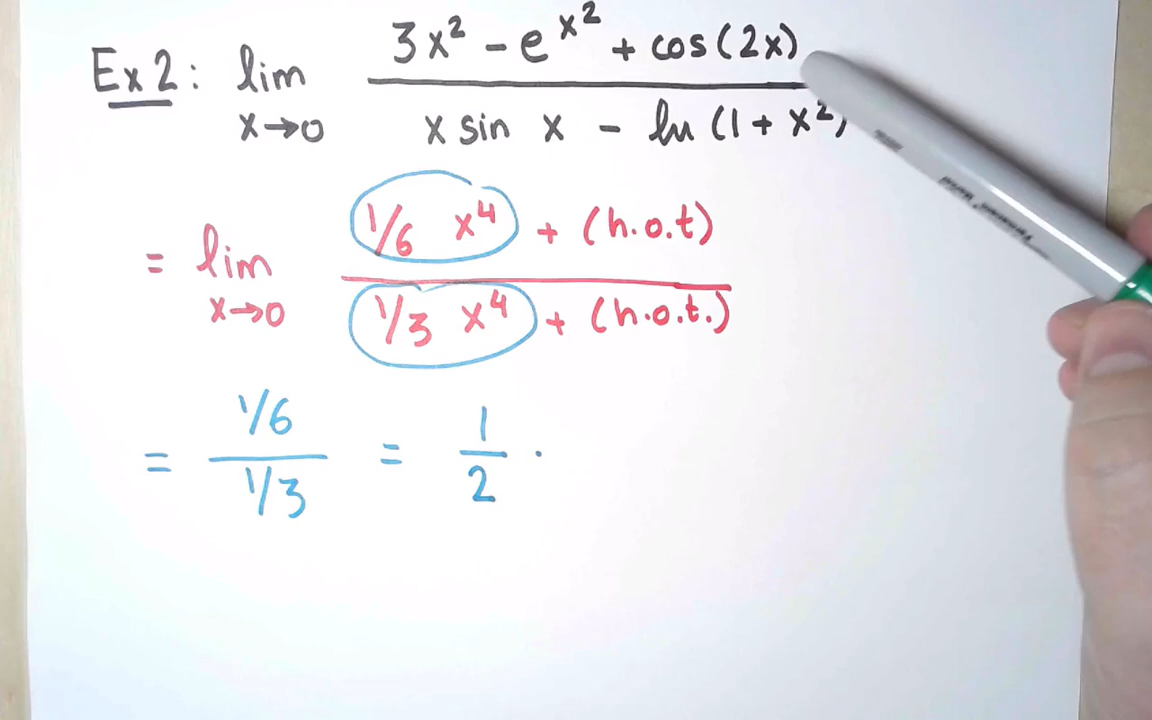 Ex 2: lim x→0 (3x² - e^x² + cos(2x)) / (x sin x - ln(1 + x²))
= lim x→0 (1/6 x⁴ + (h.o.t)) / (1/3 x⁴ + (h.o.t.))
= (1/6) / (1/3) = 1/2 .